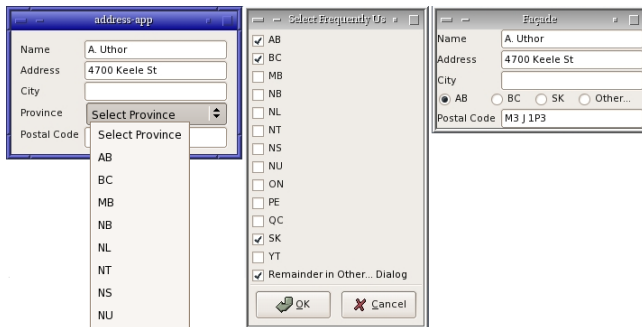 address-app
Name A. Uthor
Address 4700 Keele St
City
Province Select Province
Postal Code
Select Province
AB
BC
MB
NB
NL
NT
NS
NU
Select Frequently Us
AB
BC
MB
NB
NL
NT
NS
NU
ON
PE
QC
SK
YT
Remainder in Other... Dialog
OK Cancel
Façade
Name A. Uthor
Address 4700 Keele St
City
AB BC SK Other...
Postal Code M3 J 1P3